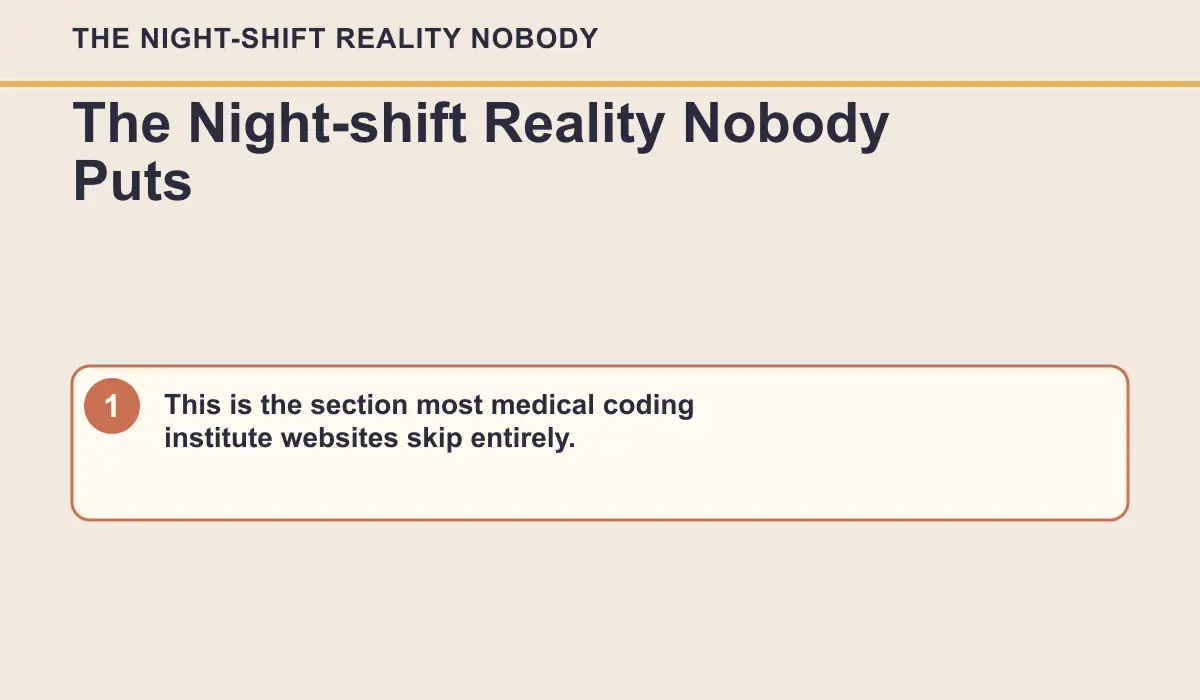 THE NIGHT-SHIFT REALITY NOBODY
The Night-shift Reality Nobody
Puts
1
This is the section most medical coding
institute websites skip entirely.